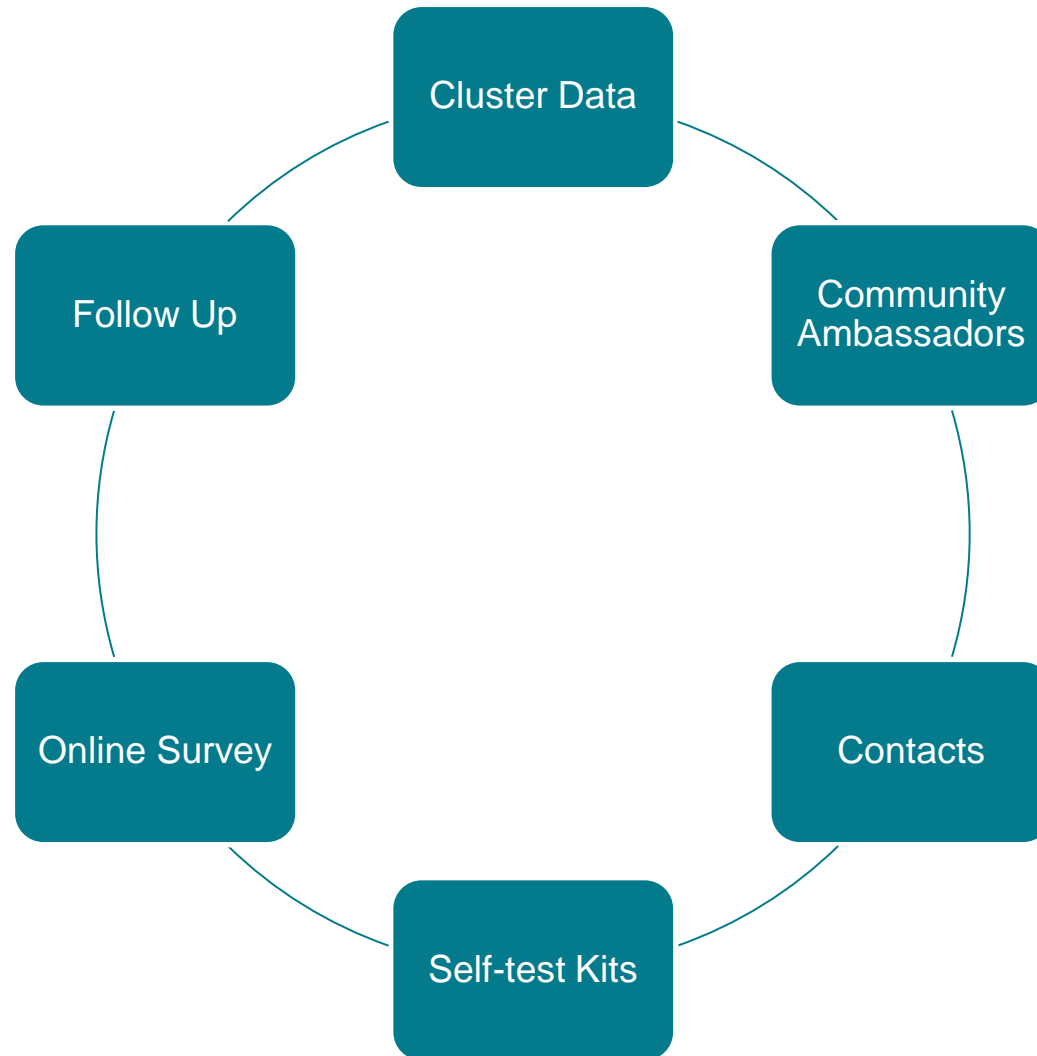 Cluster Data
Community
Ambassadors
Contacts
Self-test Kits
Online Survey
Follow Up